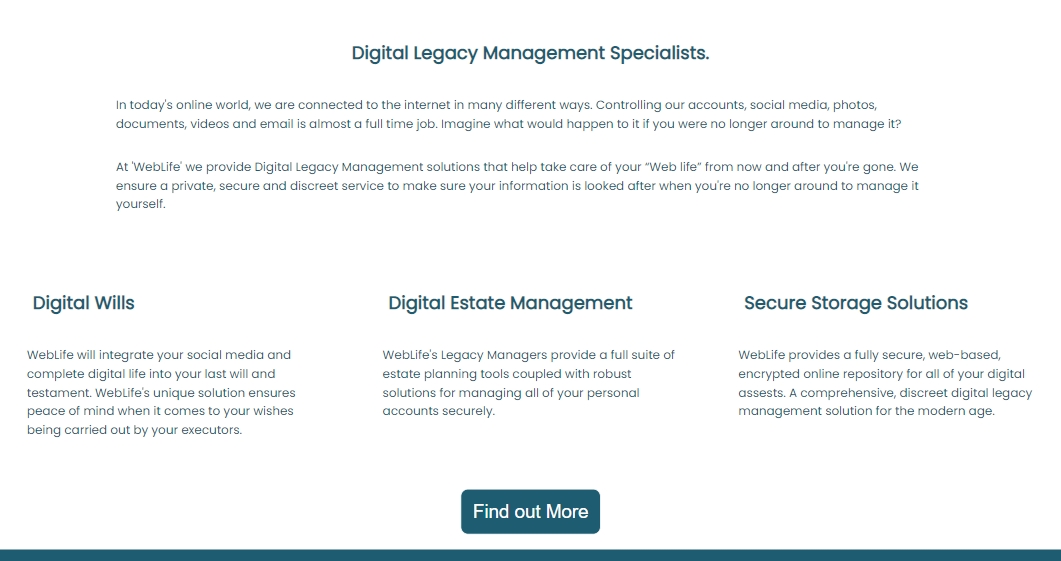 Digital Legacy Management Specialists.
In today's online world, we are connected to the internet in many different ways. Controlling our accounts, social media, photos,
documents, videos and email is almost a full time job. Imagine what would happen to it if you were no longer around to manage it?
At 'WebLife' we provide Digital Legacy Management solutions that help take care of your “Web life” from now and after you're gone. We
ensure a private, secure and discreet service to make sure your information is looked after when you're no longer around to manage it
yourself.
Digital Wills
WebLife will integrate your social media and
complete digital life into your last will and
testament. WebLife's unique solution ensures
peace of mind when it comes to your wishes
being carried out by your executors.
Digital Estate Management
WebLife's Legacy Managers provide a full suite of
estate planning tools coupled with robust
solutions for managing all of your personal
accounts securely.
Secure Storage Solutions
WebLife provides a fully secure, web-based,
encrypted online repository for all of your digital
assests. A comprehensive, discreet digital legacy
management solution for the modern age.
Find out More